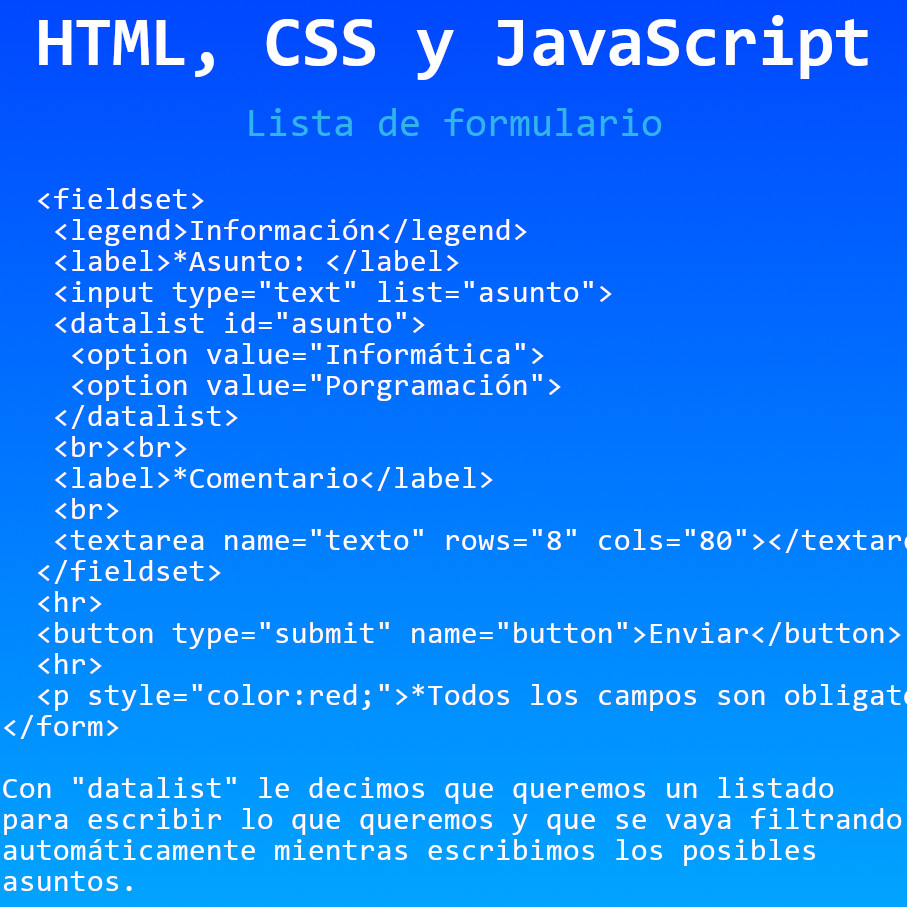 HTML, CSS y JavaScript
Lista de formulario
<fieldset>
<legend>Información</legend>
<label>*Asunto: </label>
<input type="text" list="asunto">
<datalist id="asunto">
<option value="Informática">
<option value="Porgramación">
</datalist>
<br><br>
<label>*Comentario</label>
<br>
<textarea name="texto" rows="8" cols="80"></textar
</fieldset>
<hr>
<button type="submit" name="button">Enviar</button>
<hr>
<p style="color:red;">*Todos los campos son obligat
</form>
Con "datalist" le decimos que queremos un listado
para escribir lo que queremos y que se vaya filtrando
automáticamente mientras escribimos los posibles
asuntos.